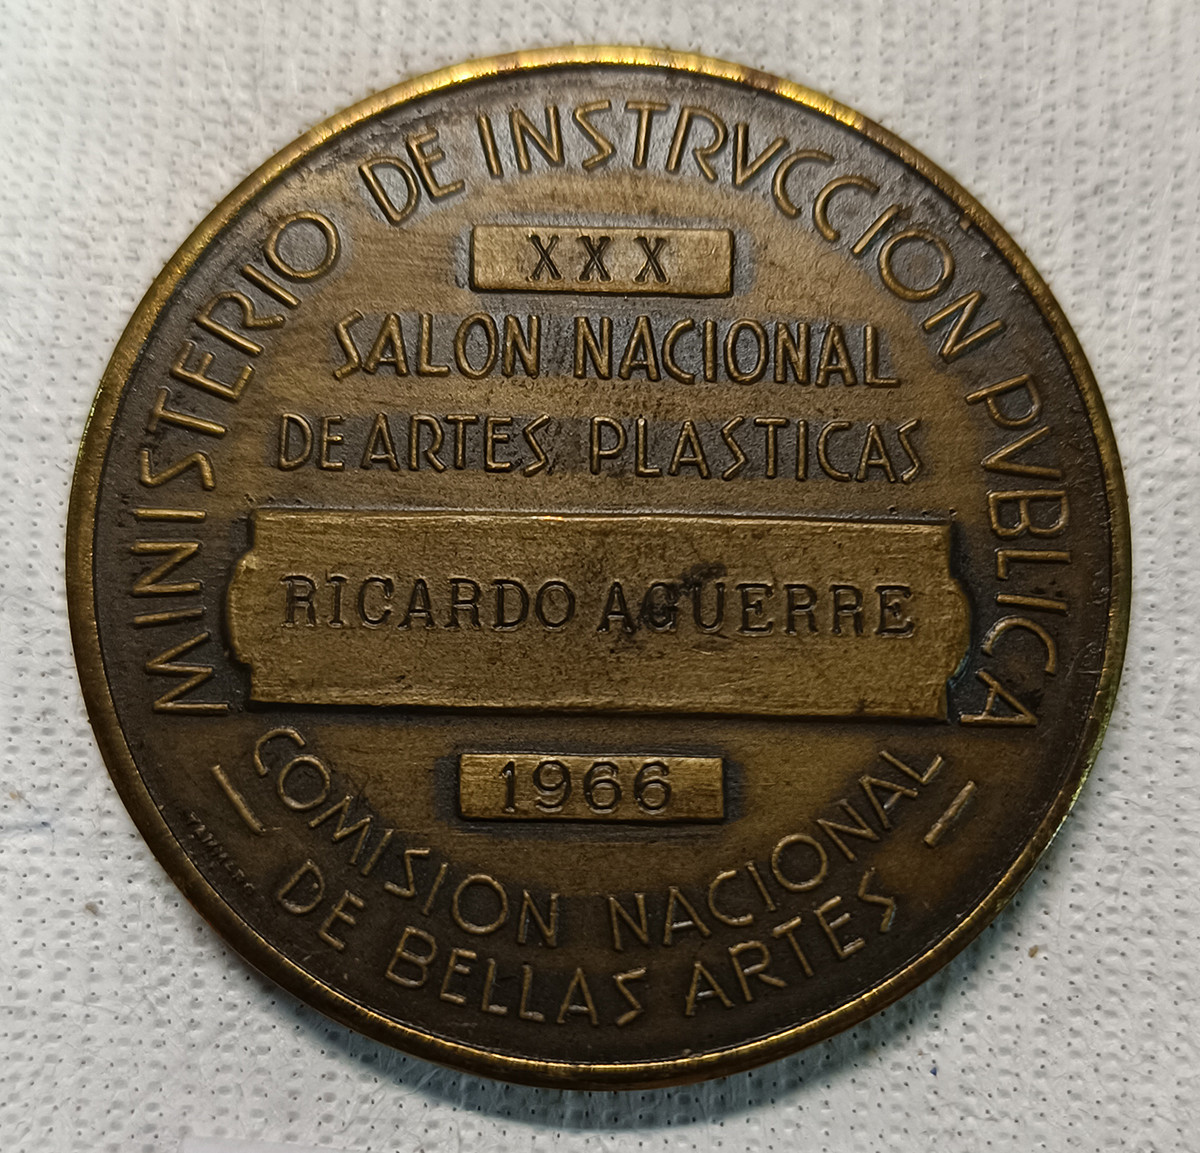 MINISTERIO DE INSTRVCCION PVBLICA
XXX
SALON NACIONAL
DE ARTES PLASTICAS
RICARDO AGUERRE
1966
COMISION NACIONAL
DE BELLAS ARTES